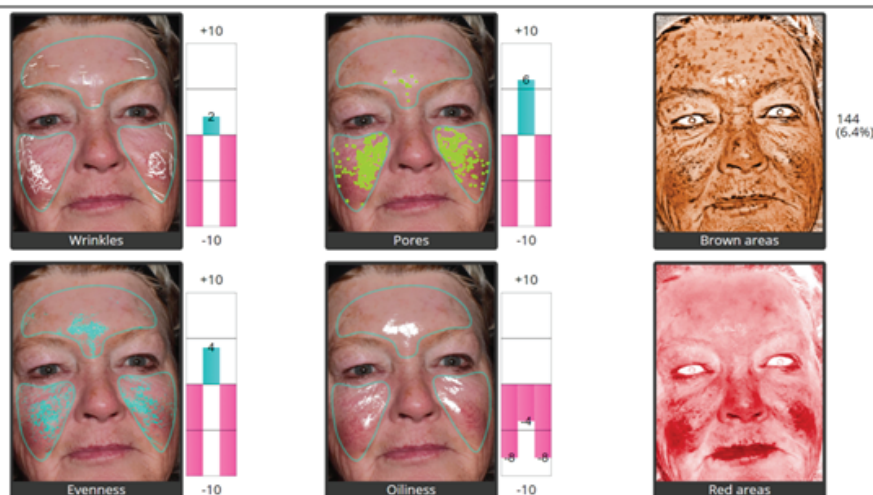 +10
+10
2
6
144
(6.4%)
-10
-10
Wrinkles
Pores
Brown areas
+10
+10
4
-4
-8
-8
-10
-10
Evenness
Oiliness
Red areas